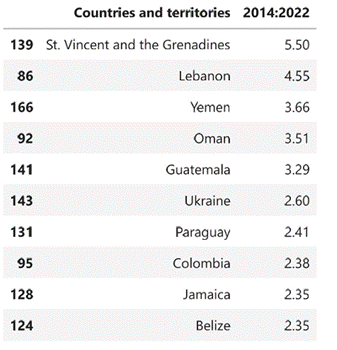 Countries and territories 2014:2022
139 St. Vincent and the Grenadines 5.50
86 Lebanon 4.55
166 Yemen 3.66
92 Oman 3.51
141 Guatemala 3.29
143 Ukraine 2.60
131 Paraguay 2.41
95 Colombia 2.38
128 Jamaica 2.35
124 Belize 2.35